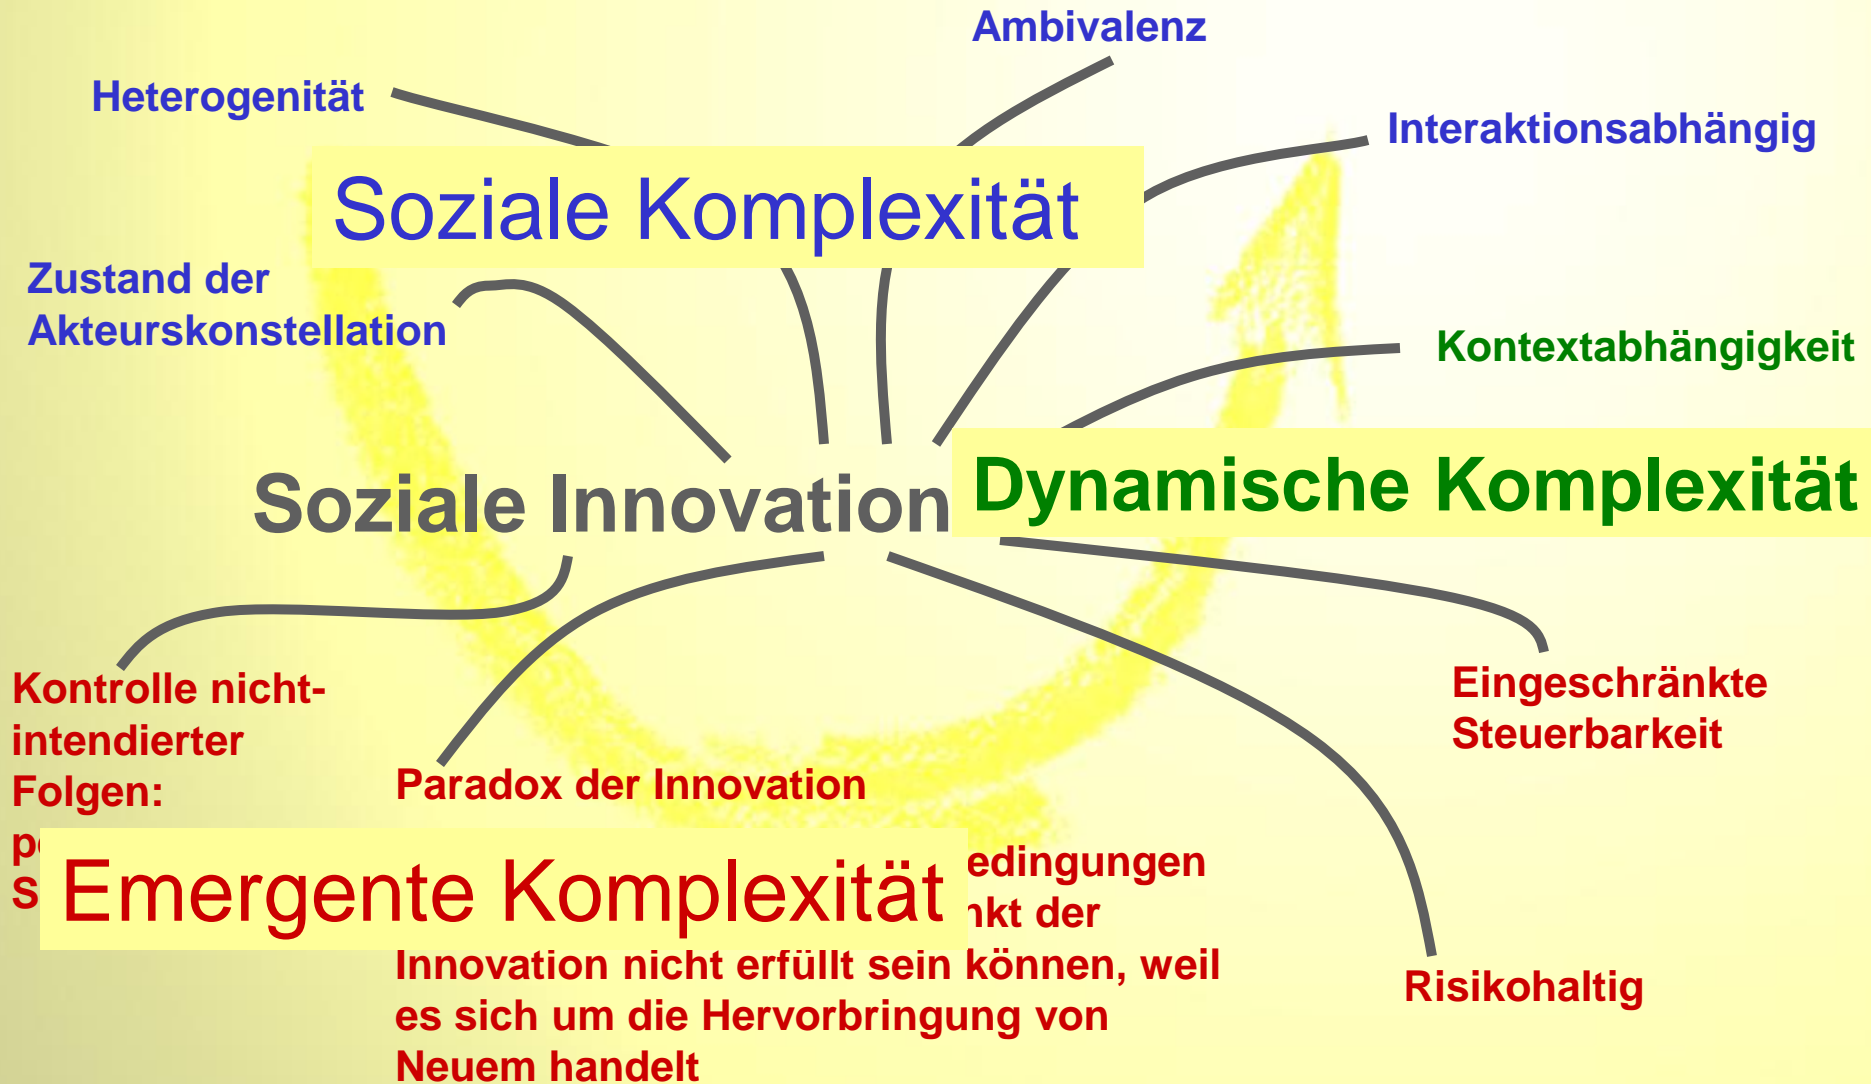 Ambivalenz
Heterogenität
Interaktionsabhängig
Soziale Komplexität
Zustand der
Akteurskonstellation
Kontextabhängigkeit
Soziale Innovation
Dynamische Komplexität
Kontrolle nicht-
intendierter
Folgen:
Eingeschränkte
Steuerbarkeit
Paradox der Innovation
Emergente Komplexität
der
Innovation nicht erfüllt sein können, weil
es sich um die Hervorbringung von
Neuem handelt
Risikohaltig